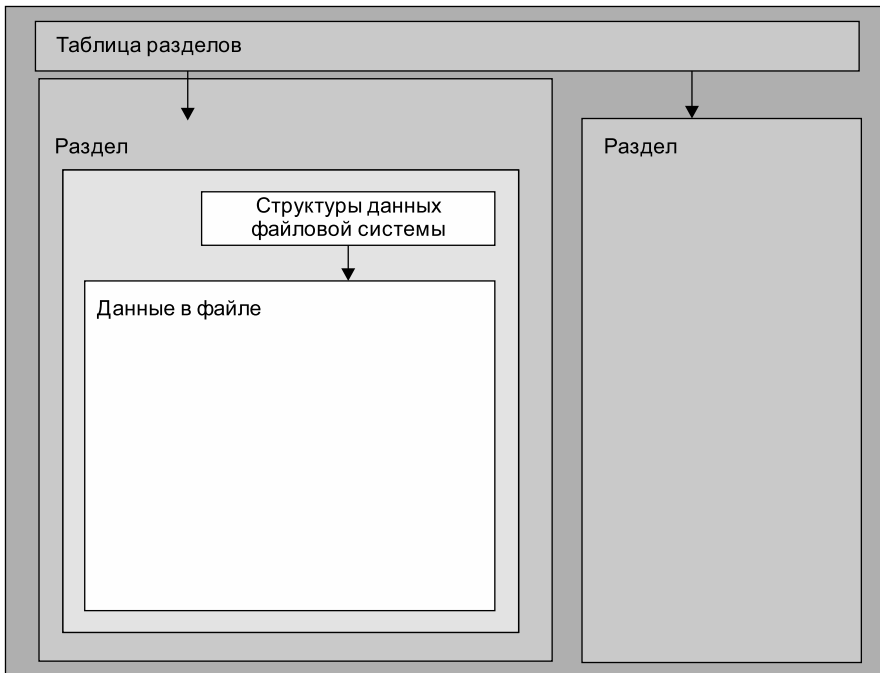 Таблица разделов
Раздел
Раздел
Структуры данных
файловой системы
Данные в файле